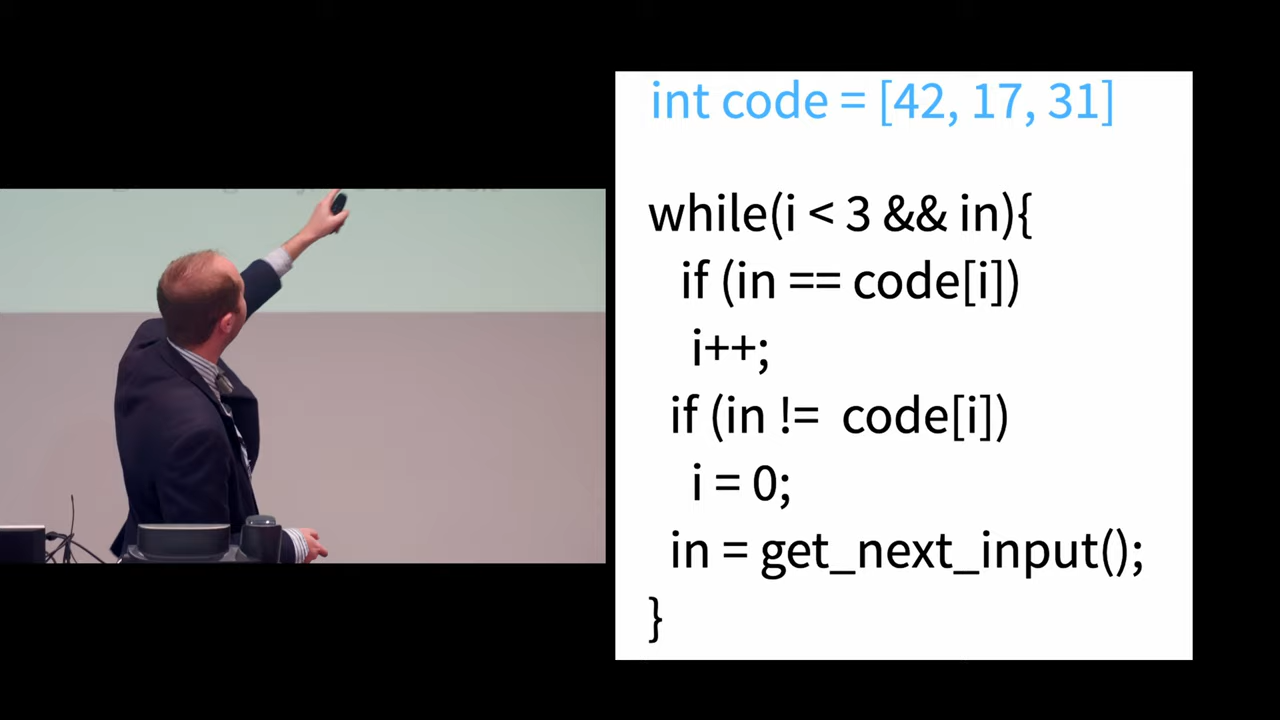 int code = [42, 17, 31]
while(i < 3 && in){
if (in == code[i])
i++;
if (in != code[i])
i = 0;
in = get_next_input();
}